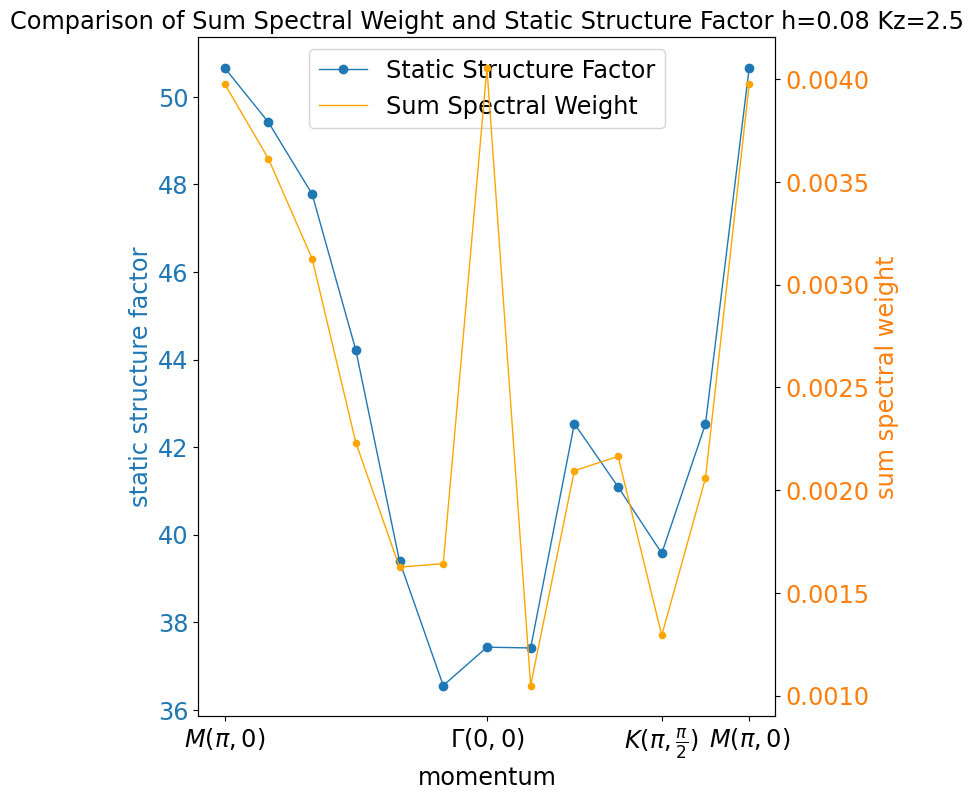 Comparison of Sum Spectral Weight and Static Structure Factor h=0.08 Kz=2.5
Static Structure Factor
Sum Spectral Weight
50
48
46
44
42
40
38
36
static structure factor
0.0040
0.0035
0.0030
0.0025
0.0020
0.0015
0.0010
sum spectral weight
M(π, 0) Γ(0, 0) K(π, π/2) M(π, 0)
momentum